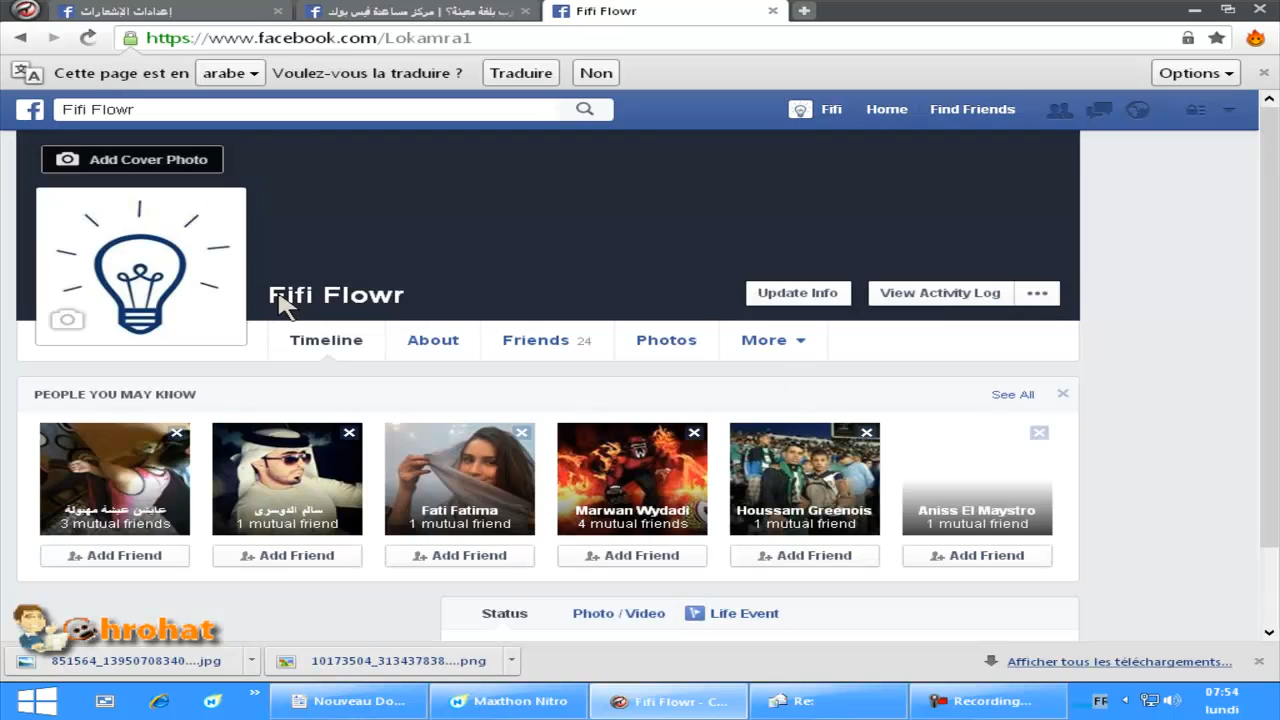 إعدادات الإشعارات
رب بلغة معينة؟ | مركز مساعدة فيس بوك
Fifi Flowr
https://www.facebook.com/Lokamra1
Cette page est en arabe Voulez-vous la traduire ? Traduire Non Options
Fifi Flowr
Fifi Home Find Friends
Add Cover Photo
Fifi Flowr
Update Info View Activity Log
Timeline About Friends 24 Photos More
PEOPLE YOU MAY KNOW See All
سالم الدوسري Fati Fatima Marwan Wydadi Houssam Greenois Aniss El Maystro
3 mutual friends 1 mutual friend 1 mutual friend 4 mutual friends 1 mutual friend 1 mutual friend
Add Friend Add Friend Add Friend Add Friend Add Friend Add Friend
Status Photo / Video Life Event
hrohat
851564_13950708340....jpg 10173504_313437838....png Afficher tous les téléchargements...
Nouveau Do... Maxthon Nitro Fifi Flowr - C... Re: Recording... FR 07:54
lundi